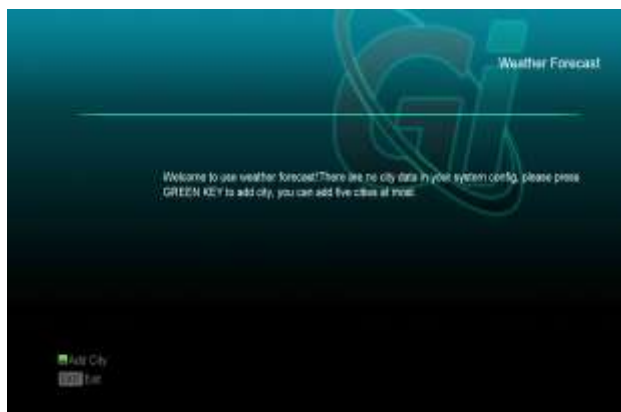 Weather Forecast
Welcome to use weather forecast!There are no city data in your system config, please press
GREEN KEY to add city, you can add five cities at most.
Add City
EXIT Exit